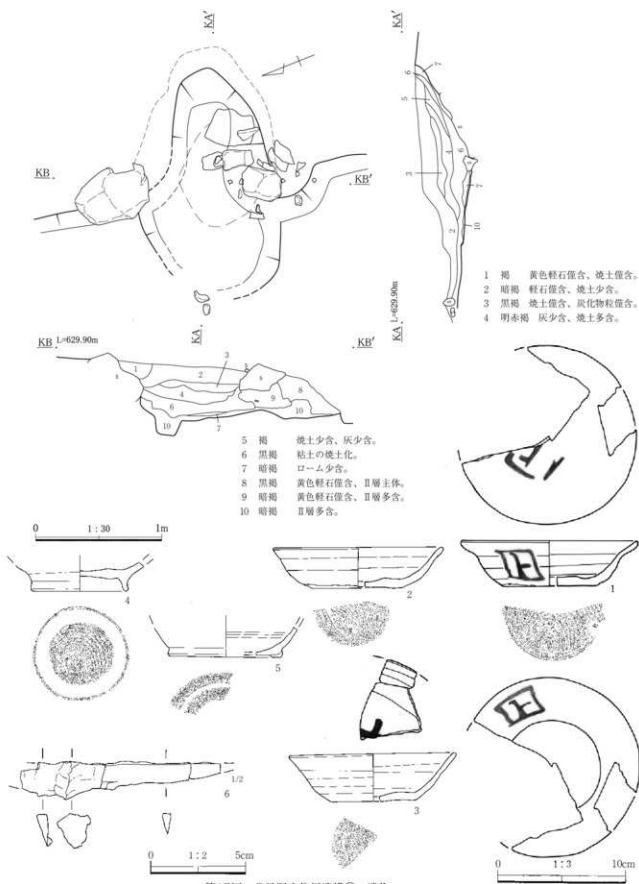 KA′
KA′
KB
KB′
KA
L=629.90m
1 褐 黄色軽石僅含、焼土僅含。
2 暗褐 軽石僅含、焼土少含。
3 黒褐 焼土僅含、炭化物粒僅含。
4 明赤褐 灰少含、焼土多含。
KB L=629.90m
KA
KB′
5 褐 焼土少含、灰少含。
6 黒褐 粘土の焼土化。
7 暗褐 ローム少含。
8 黒褐 黄色軽石僅含、Ⅱ層主体。
9 暗褐 黄色軽石僅含、Ⅱ層多含。
10 暗褐 Ⅱ層多含。
0 1:30 1m
4
5
2
1
3
6
1/2
0 1:2 5cm
0 1:3 10cm